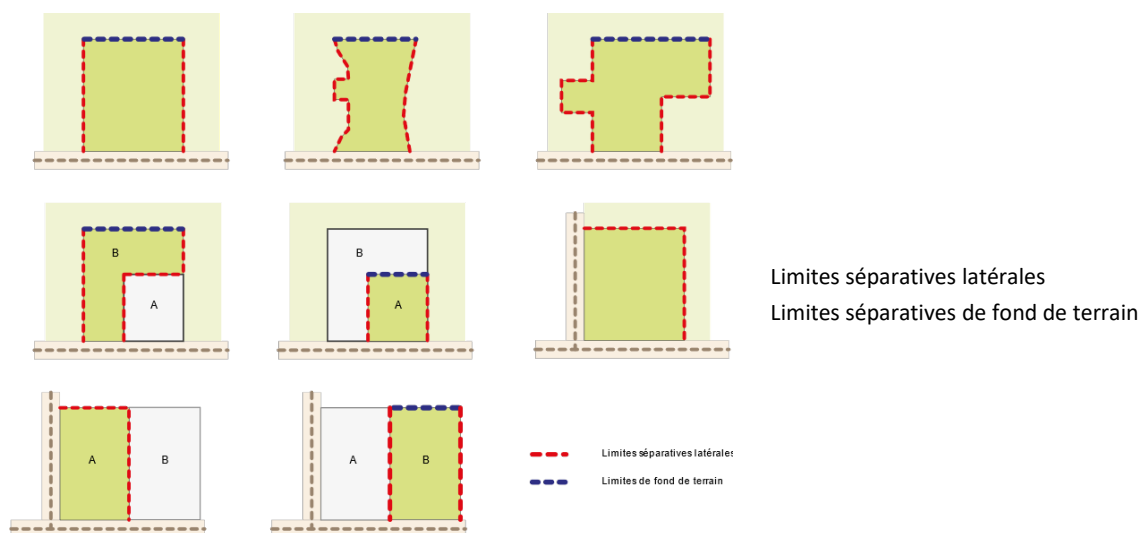 B
A
B
A
Limites séparatives latérales
Limites séparatives de fond de terrain
A
B
A
B
Limites séparatives latérales
Limites de fond de terrain